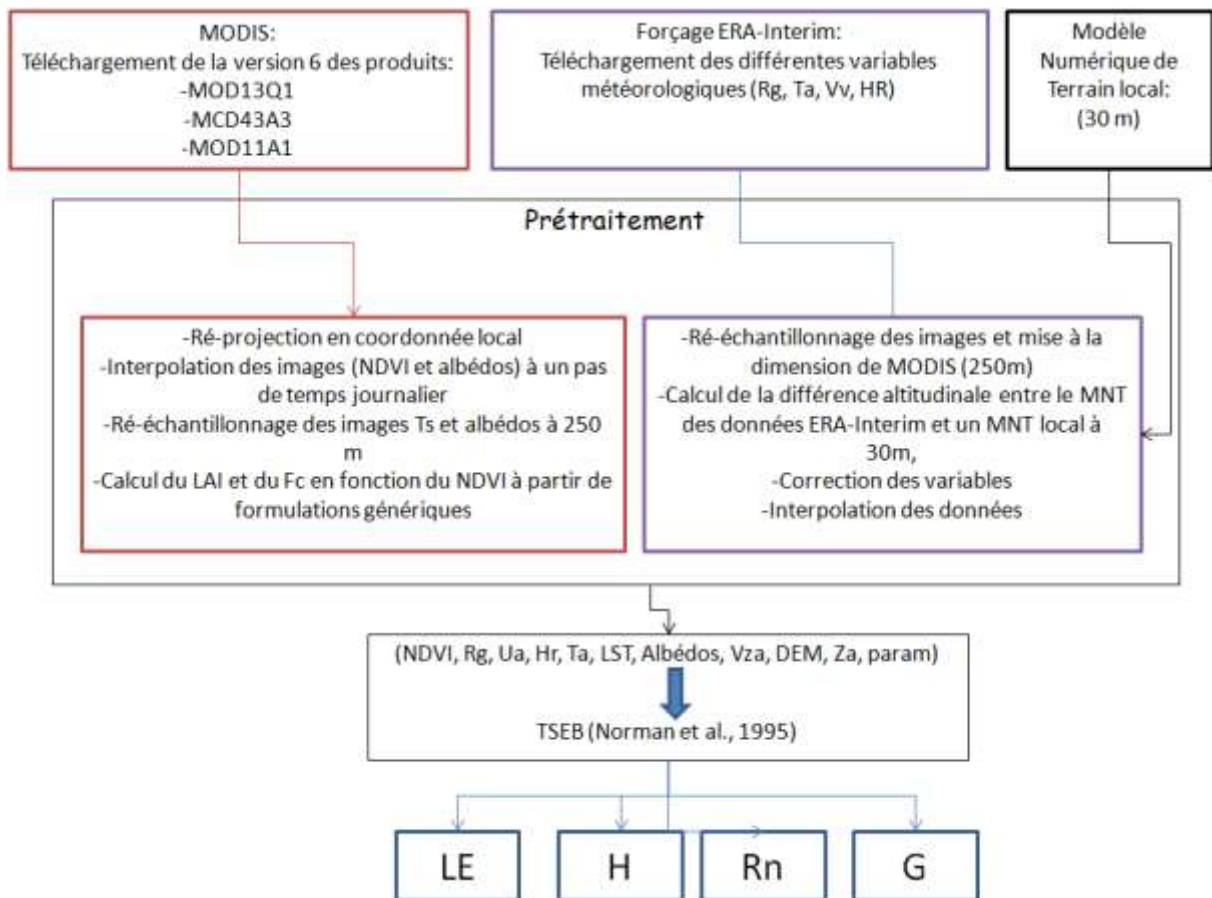 MODIS:
Téléchargement de la version 6 des produits:
-MOD13Q1
-MCD43A3
-MOD11A1
Forçage ERA-Interim:
Téléchargement des différentes variables
météorologiques (Rg, Ta, Vv, HR)
Modèle
Numérique de
Terrain local:
(30 m)
Prétraitement
-Ré-projection en coordonnée local
-Interpolation des images (NDVI et albédos) à un pas
de temps journalier
-Ré-échantillonnage des images Ts et albédos à 250
m
-Calcul du LAI et du Fc en fonction du NDVI à partir de
formulations génériques
-Ré-échantillonnage des images et mise à la
dimension de MODIS (250m)
-Calcul de la différence altitudinale entre le MNT
des données ERA-Interim et un MNT local à
30m,
-Correction des variables
-Interpolation des données
(NDVI, Rg, Ua, Hr, Ta, LST, Albédos, Vza, DEM, Za, param)
TSEB (Norman et al., 1995)
LE
H
Rn
G